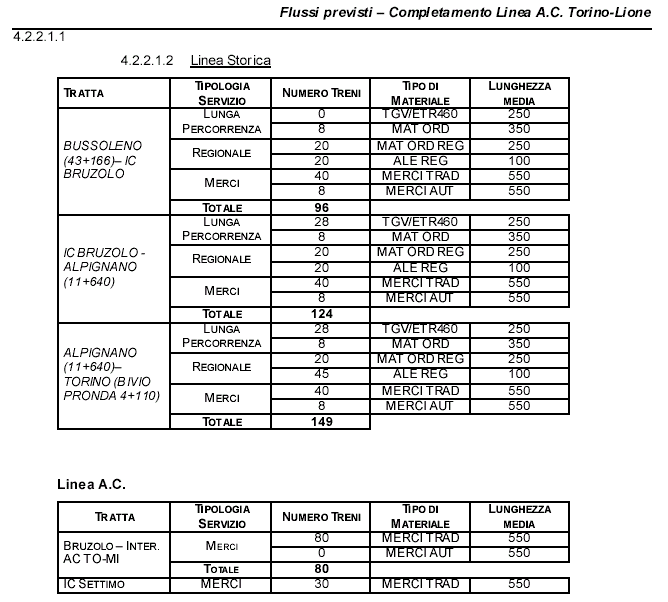 Flussi previsti – Completamento Linea A.C. Torino-Lione
4.2.2.1.1
4.2.2.1.2 Linea Storica
TRATTA TIPOLOGIA SERVIZIO NUMERO TRENI TIPO DI MATERIALE LUNGHEZZA MEDIA
BUSSOLENO (43+166)– IC BRUZOLO
LUNGA PERCORRENZA 0 TGV/ETR460 250
8 MAT ORD 350
REGIONALE 20 MAT ORD REG 250
20 ALE REG 100
MERCI 40 MERCI TRAD 550
8 MERCI AUT 550
TOTALE 96
IC BRUZOLO - ALPIGNANO (11+640)
LUNGA PERCORRENZA 28 TGV/ETR460 250
8 MAT ORD 350
REGIONALE 20 MAT ORD REG 250
20 ALE REG 100
MERCI 40 MERCI TRAD 550
8 MERCI AUT 550
TOTALE 124
ALPIGNANO (11+640)– TORINO (BIVIO PRONDA 4+110)
LUNGA PERCORRENZA 28 TGV/ETR460 250
8 MAT ORD 350
REGIONALE 20 MAT ORD REG 250
45 ALE REG 100
MERCI 40 MERCI TRAD 550
8 MERCI AUT 550
TOTALE 149
Linea A.C.
TRATTA TIPOLOGIA SERVIZIO NUMERO TRENI TIPO DI MATERIALE LUNGHEZZA MEDIA
BRUZOLO – INTER. AC TO-MI
MERCI 80 MERCI TRAD 550
0 MERCI AUT 550
TOTALE 80
IC SETTIMO MERCI 30 MERCI TRAD 550